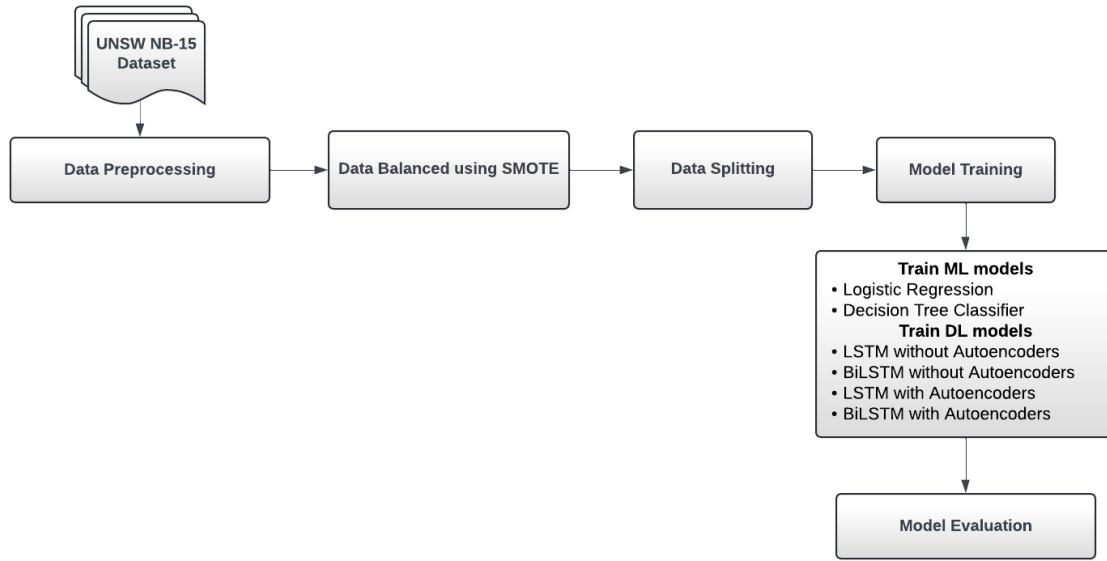 UNSW NB-15
Dataset
Data Preprocessing
Data Balanced using SMOTE
Data Splitting
Model Training
Train ML models
• Logistic Regression
• Decision Tree Classifier
Train DL models
• LSTM without Autoencoders
• BiLSTM without Autoencoders
• LSTM with Autoencoders
• BiLSTM with Autoencoders
Model Evaluation